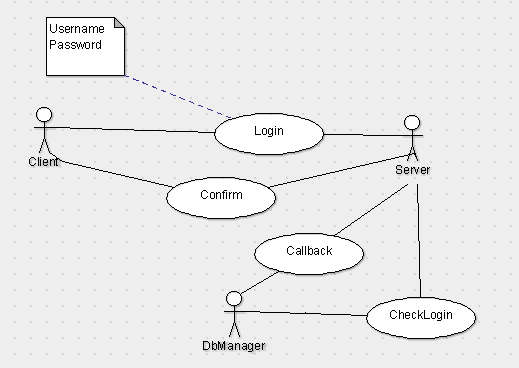 Username
Password
Login
Client
Server
Confirm
Callback
CheckLogin
DbManager